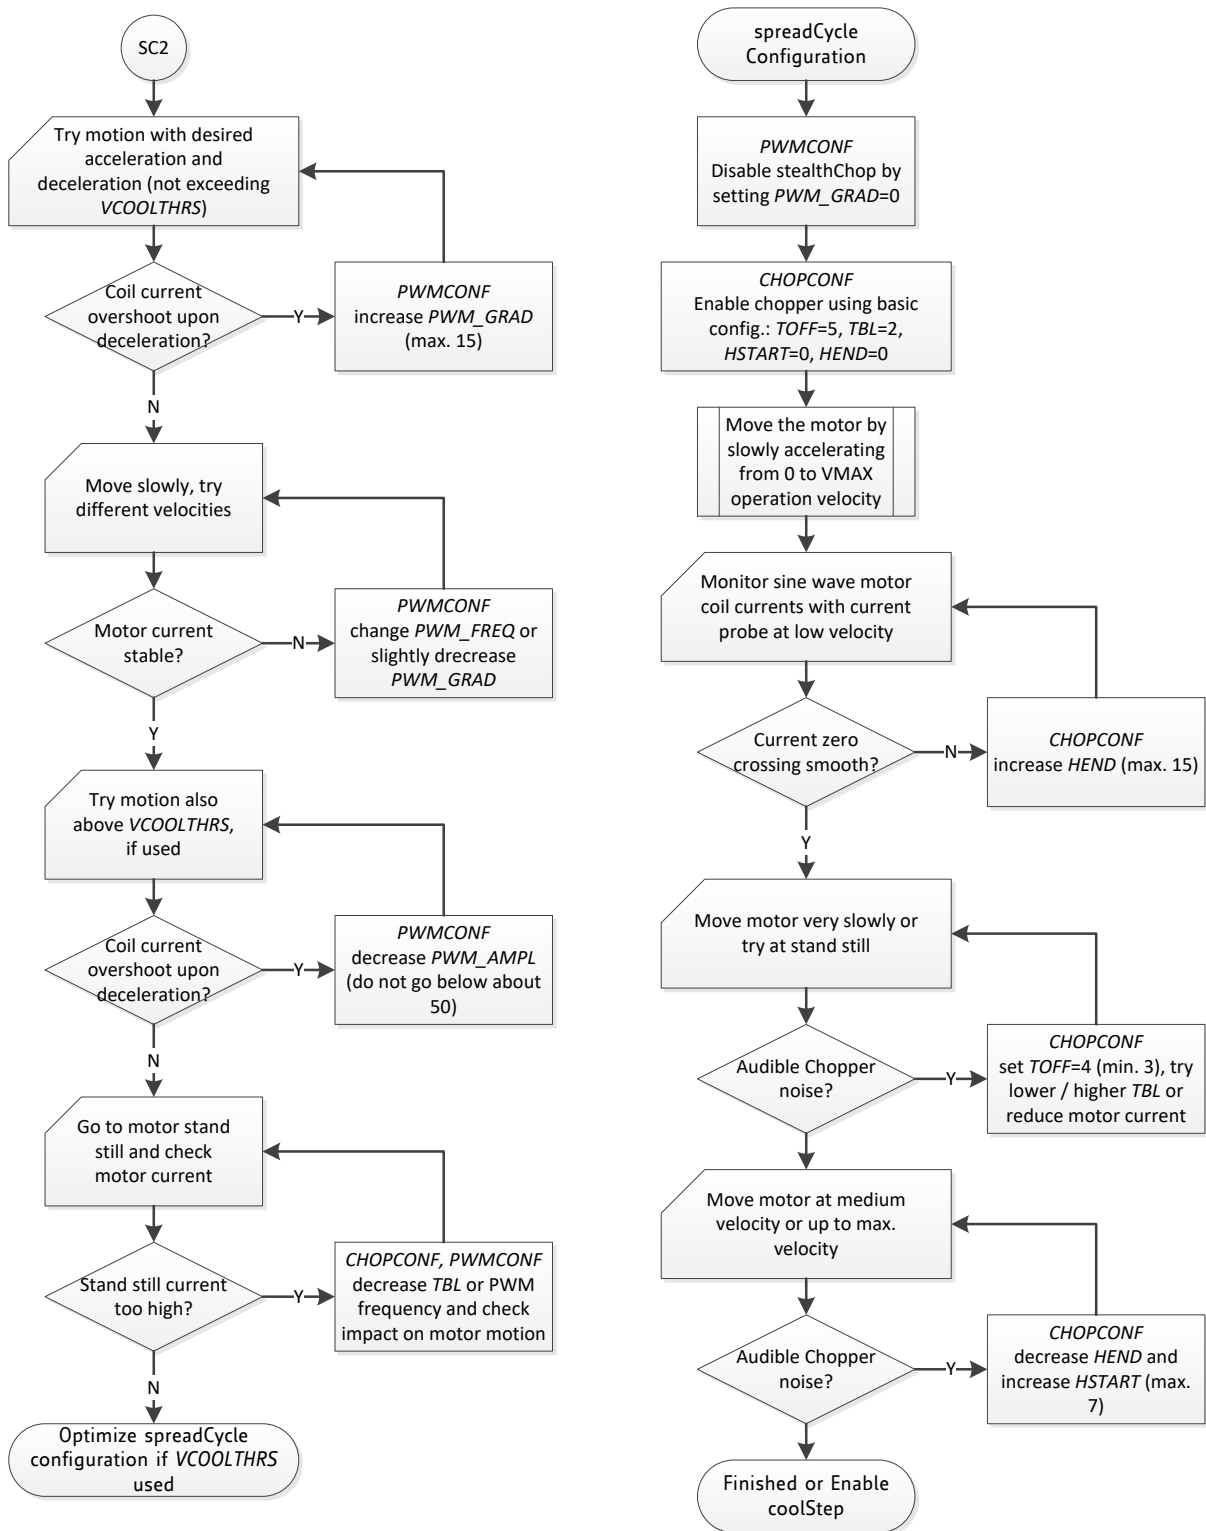 SC2
Try motion with desired
acceleration and
deceleration (not exceeding
VCOOLTHRS)
Coil current
overshoot upon
deceleration?
Y
PWMCONF
increase PWM_GRAD
(max. 15)
N
Move slowly, try
different velocities
Motor current
stable?
N
PWMCONF
change PWM_FREQ or
slightly drecrease
PWM_GRAD
Y
Try motion also
above VCOOLTHRS,
if used
Coil current
overshoot upon
deceleration?
Y
PWMCONF
decrease PWM_AMPL
(do not go below about
50)
N
Go to motor stand
still and check
motor current
Stand still current
too high?
Y
CHOPCONF, PWMCONF
decrease TBL or PWM
frequency and check
impact on motor motion
N
Optimize spreadCycle
configuration if VCOOLTHRS
used
spreadCycle
Configuration
PWMCONF
Disable stealthChop by
setting PWM_GRAD=0
CHOPCONF
Enable chopper using basic
config.: TOFF=5, TBL=2,
HSTART=0, HEND=0
Move the motor by
slowly accelerating
from 0 to VMAX
operation velocity
Monitor sine wave motor
coil currents with current
probe at low velocity
Current zero
crossing smooth?
N
CHOPCONF
increase HEND (max. 15)
Y
Move motor very slowly or
try at stand still
Audible Chopper
noise?
Y
CHOPCONF
set TOFF=4 (min. 3), try
lower / higher TBL or
reduce motor current
Move motor at medium
velocity or up to max.
velocity
Audible Chopper
noise?
Y
CHOPCONF
decrease HEND and
increase HSTART (max.
7)
Finished or Enable
coolStep